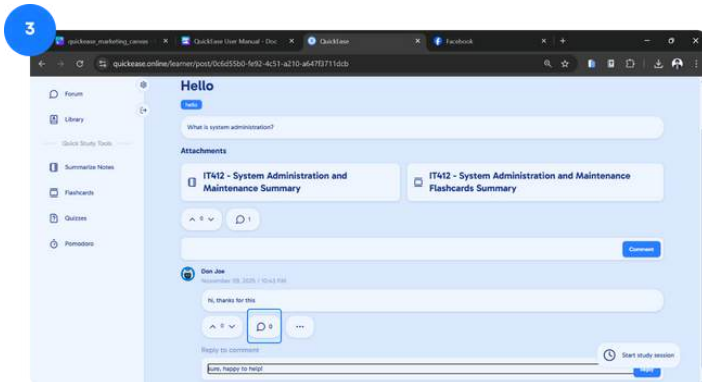 3
quickease_marketing_canvas
QuickEase User Manual - Doc
QuickEase
Facebook
quickease.online/learner/post/0c6d55b0-fe92-4c51-a210-a647f3711dcb
Forum
Library
Quick Study Tools
Summarize Notes
Flashcards
Quizzes
Pomodoro
Hello
hello
What is system administration?
Attachments
IT412 - System Administration and
Maintenance Summary
IT412 - System Administration and Maintenance
Flashcards Summary
0
1
Comment
Don Joe
November 09, 2025 / 10:43 PM
hi, thanks for this
0
0
Reply to comment
sure, happy to help!
Reply
Start study session